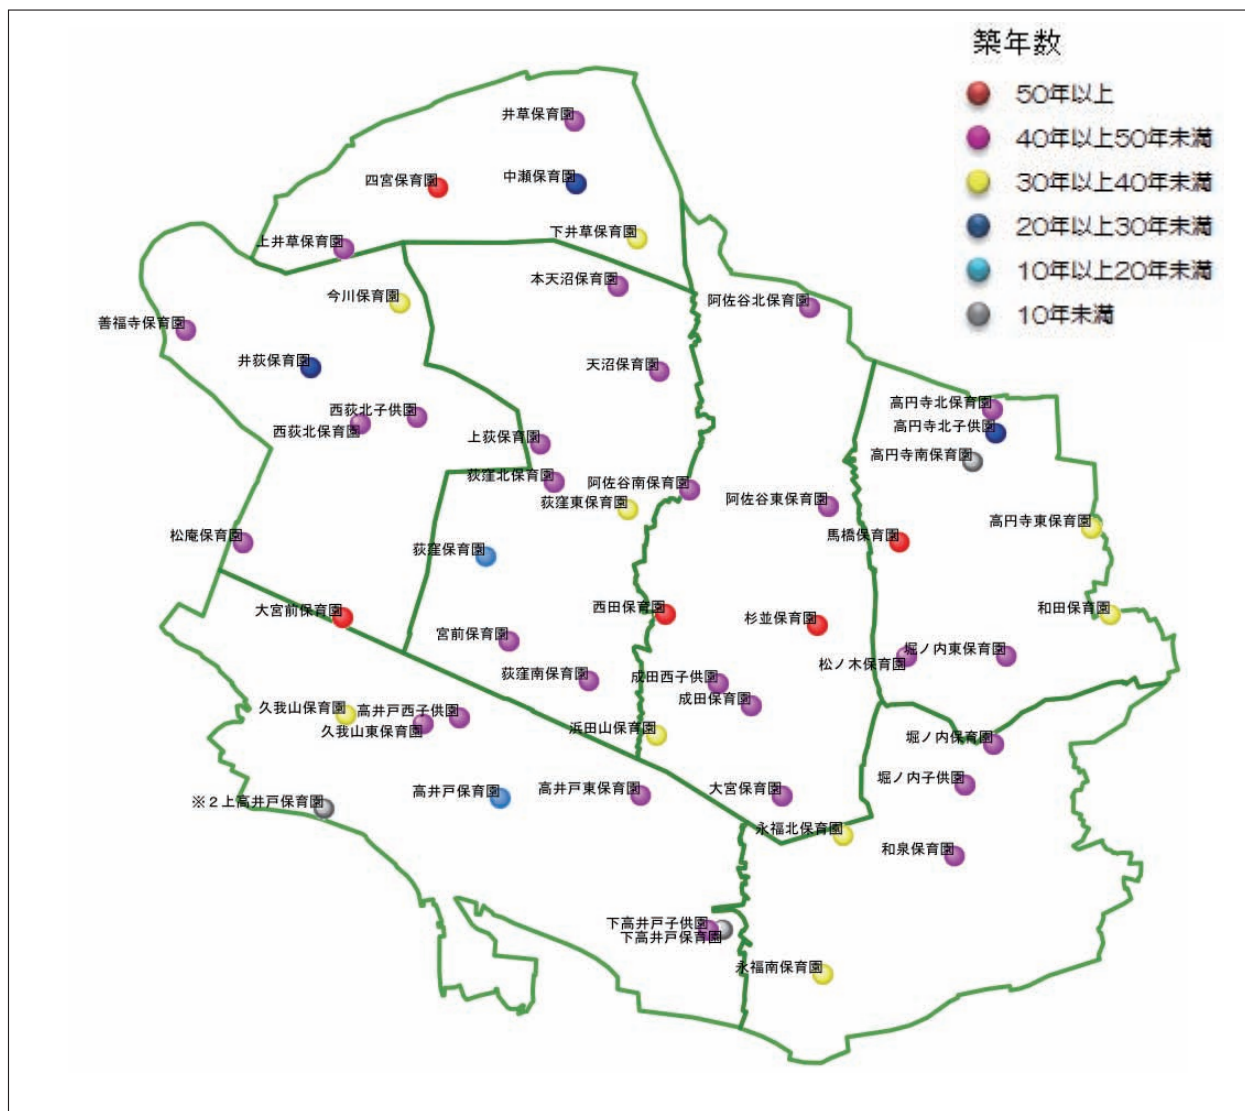 築年数
50年以上
40年以上50年未満
30年以上40年未満
20年以上30年未満
10年以上20年未満
10年未満
井草保育園
四宮保育園
中瀬保育園
下井草保育園
上井草保育園
本天沼保育園
今川保育園
阿佐谷北保育園
善福寺保育園
井荻保育園
天沼保育園
西荻北子供園
西荻北保育園
高円寺北保育園
高円寺北子供園
高円寺南保育園
上荻保育園
荻窪北保育園
阿佐谷南保育園
荻窪東保育園
阿佐谷東保育園
高円寺東保育園
松庵保育園
荻窪保育園
馬橋保育園
大宮前保育園
西田保育園
杉並保育園
和田保育園
宮前保育園
堀ノ内東保育園
松ノ木保育園
荻窪南保育園
成田西子供園
成田保育園
久我山保育園
高井戸西子供園
久我山東保育園
浜田山保育園
堀ノ内保育園
堀ノ内子供園
※2上高井戸保育園
高井戸保育園
高井戸東保育園
大宮保育園
永福北保育園
和泉保育園
下高井戸子供園
下高井戸保育園
永福南保育園